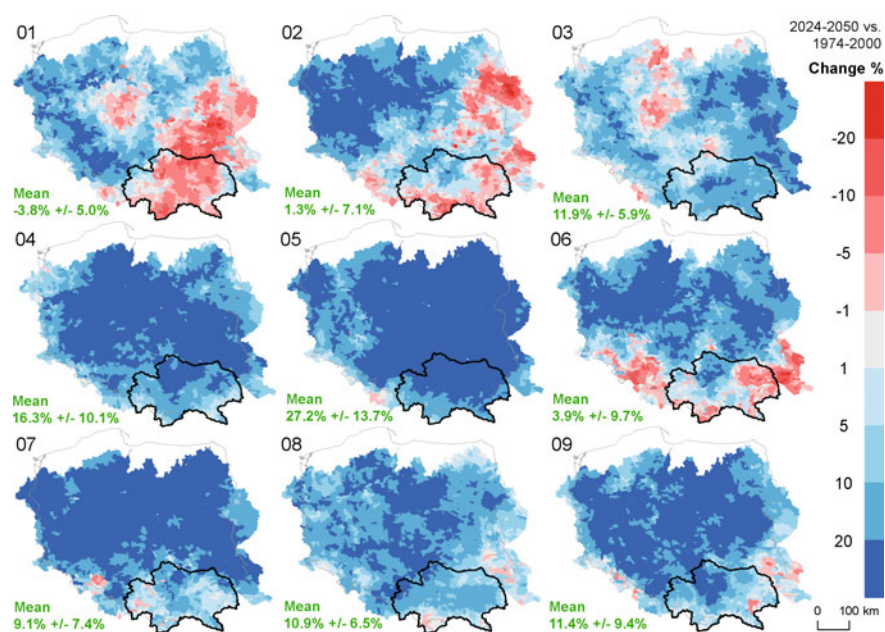 2024-2050 vs.
1974-2000
Change %
-20
-10
-5
-1
1
5
10
20
0 100 km
01
Mean
-3.8% +/- 5.0%
02
Mean
1.3% +/- 7.1%
03
Mean
11.9% +/- 5.9%
04
Mean
16.3% +/- 10.1%
05
Mean
27.2% +/- 13.7%
06
Mean
3.9% +/- 9.7%
07
Mean
9.1% +/- 7.4%
08
Mean
10.9% +/- 6.5%
09
Mean
11.4% +/- 9.4%